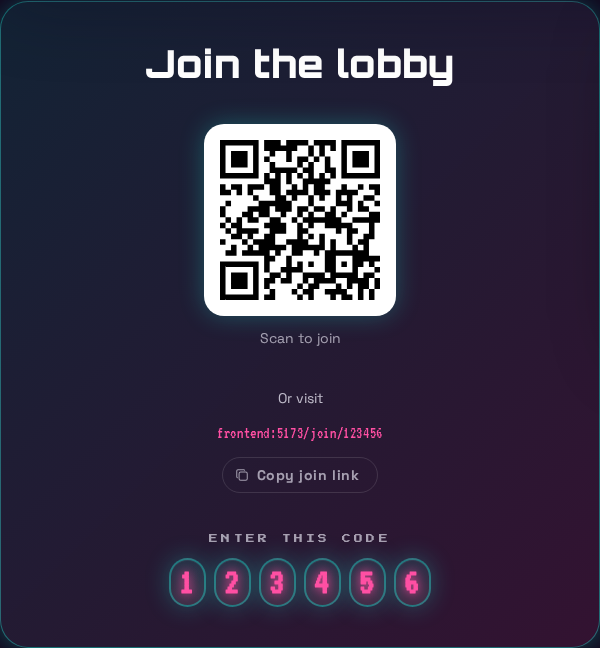 Join the lobby
Scan to join
Or visit
frontend:5173/join/123456
Copy join link
ENTER THIS CODE
1 2 3 4 5 6